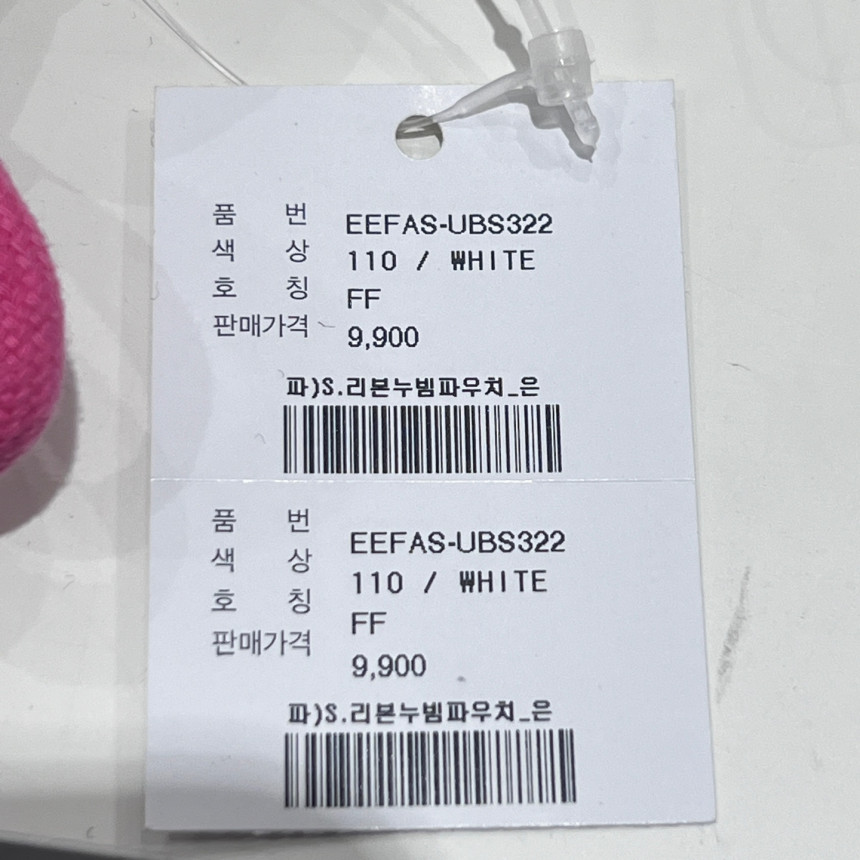 품 번 EEFAS-UBS322
색 상 110 / ₩HITE
호 칭 FF
판매가격 9,900
파)S.리본누빔파우치_은
품 번 EEFAS-UBS322
색 상 110 / ₩HITE
호 칭 FF
판매가격 9,900
파)S.리본누빔파우치_은